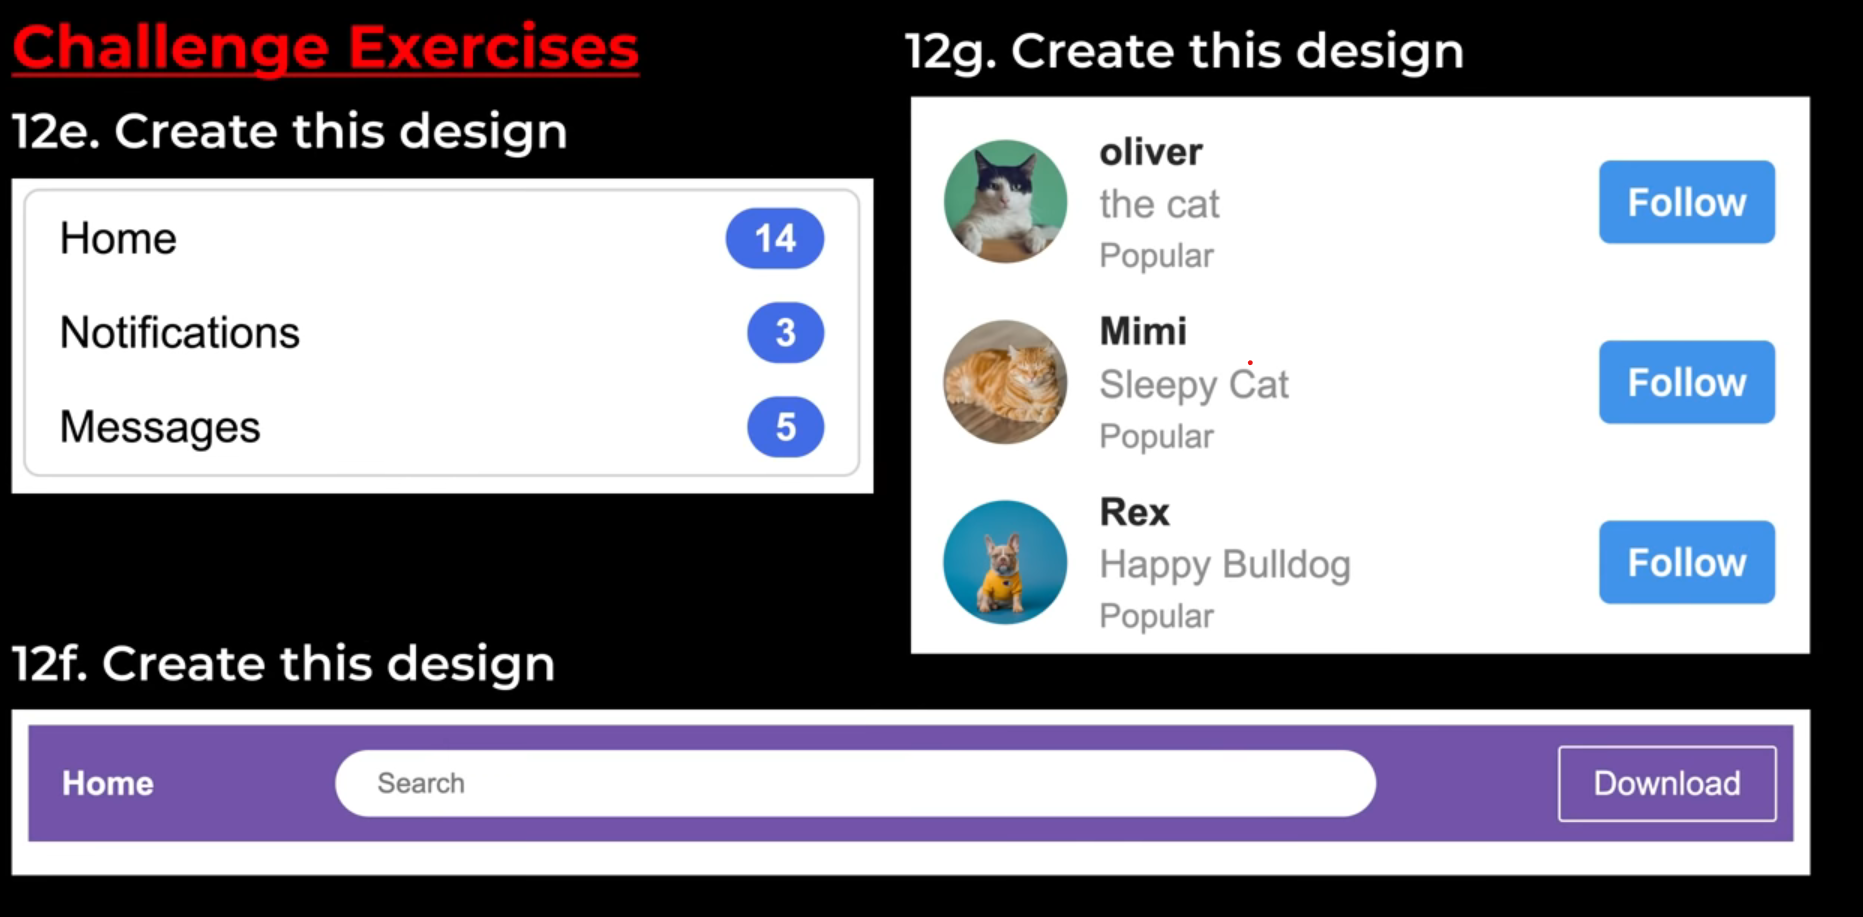 Challenge Exercises
12e. Create this design
Home 14
Notifications 3
Messages 5
12g. Create this design
oliver
the cat
Popular
Follow
Mimi
Sleepy Cat
Popular
Follow
Rex
Happy Bulldog
Popular
Follow
12f. Create this design
Home Search Download